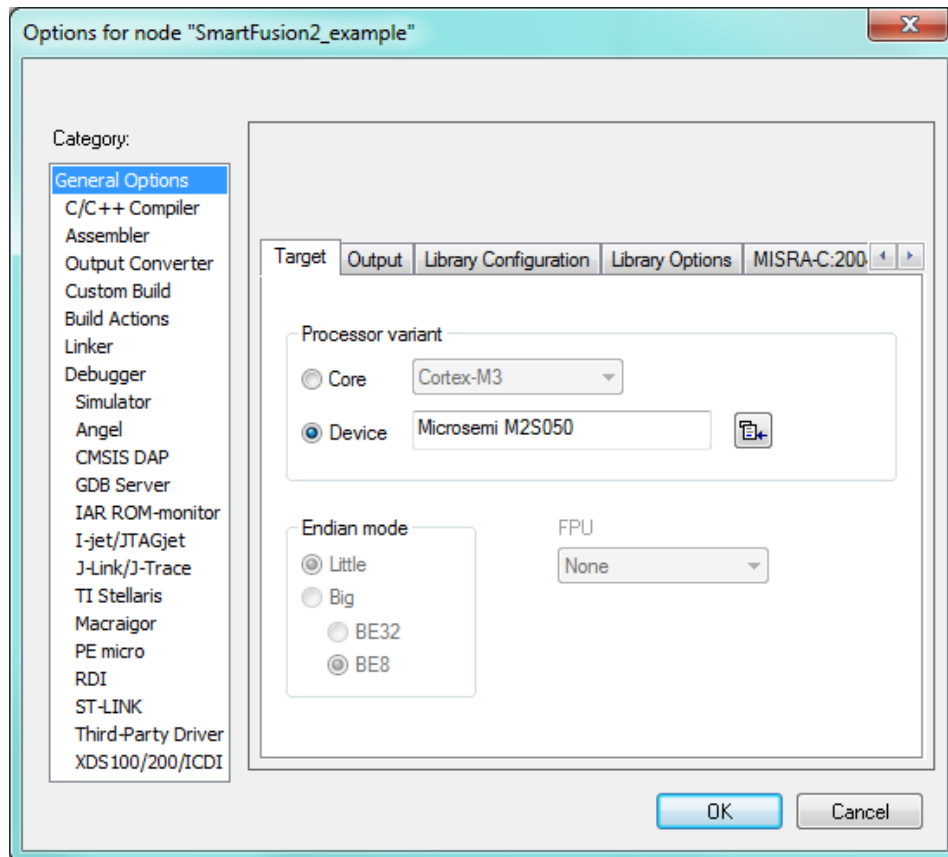 Options for node "SmartFusion2_example"
Category:
General Options
C/C++ Compiler
Assembler
Output Converter
Custom Build
Build Actions
Linker
Debugger
Simulator
Angel
CMSIS DAP
GDB Server
IAR ROM-monitor
I-jet/JTAGjet
J-Link/J-Trace
TI Stellaris
Macraigor
PE micro
RDI
ST-LINK
Third-Party Driver
XDS100/200/ICDI
Target Output Library Configuration Library Options MISRA-C:200
Processor variant
Core Cortex-M3
Device Microsemi M2S050
Endian mode
Little
Big
BE32
BE8
FPU
None
OK Cancel